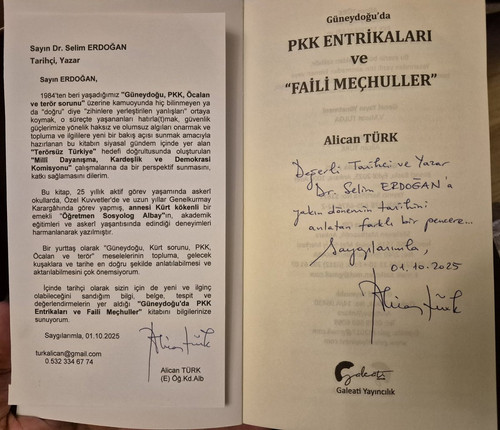 Sayın Dr. Selim ERDOĞAN
Tarihçi, Yazar
Sayın ERDOĞAN,
1984'ten beri yaşadığımız "Güneydoğu, PKK, Öcalan
ve terör sorunu" üzerine kamuoyunda hiç bilinmeyen ya
da "doğru" diye "zihinlere yerleştirilen yanlışları" ortaya
koymak, o süreçte yaşananları hatırla(t)mak, güvenlik
güçlerimize yönelik haksız ve olumsuz algıları onarmak ve
topluma ve ilgililere yeni bir bakış açısı sunmak amacıyla
hazırlanan bu kitabın siyasal gündem içinde yer alan
"Terörsüz Türkiye" hedefi doğrultusunda oluşturulan
"Millî Dayanışma, Kardeşlik ve Demokrasi
Komisyonu" çalışmalarına da bir perspektif sunmasını,
katkı sağlamasını dilerim.
Bu kitap, 25 yıllık aktif görev yaşamında askerî
okullarda, Özel Kuvvetler'de ve uzun yıllar Genelkurmay
Karargâhında görev yapmış, annesi Kürt kökenli bir
emekli "Öğretmen Sosyolog Albay"ın, akademik
eğitimleri ve askerî yaşantısında edindiği deneyimleri
harmanlanarak yazılmıştır.
Bir yurttaş olarak "Güneydoğu, Kürt sorunu, PKK,
Öcalan ve terör" meselelerinin topluma, gelecek
kuşaklara ve tarihe en doğru şekilde anlatılabilmesi ve
aktarılabilmesini çok önemsiyorum.
İçinde tarihçi olarak sizin için de yeni ve ilginç
olabileceğini sandığım bilgi, belge, tespit ve
değerlendirmelerin yer aldığı "Güneydoğu'da PKK
Entrikaları ve Faili Meçhuller" kitabını bilgilerinize
sunuyorum.
Saygılarımla, 01.10.2025
turkalican@gmail.com
0.532 334 67 74
Alican Türk
Alican TÜRK
(E) Öğ.Kd.Alb
Güneydoğu'da
PKK ENTRİKALARI
ve
"FAİLİ MEÇHULLER"
Alican TÜRK
Değerli Tarihçi ve Yazar
Dr. Selim ERDOĞAN'a
yakın dönemin tarihini
anlatan farklı bir pencere...
Saygılarımla,
01.10.2025
Alican Türk
Galeati
Galeati Yayıncılık